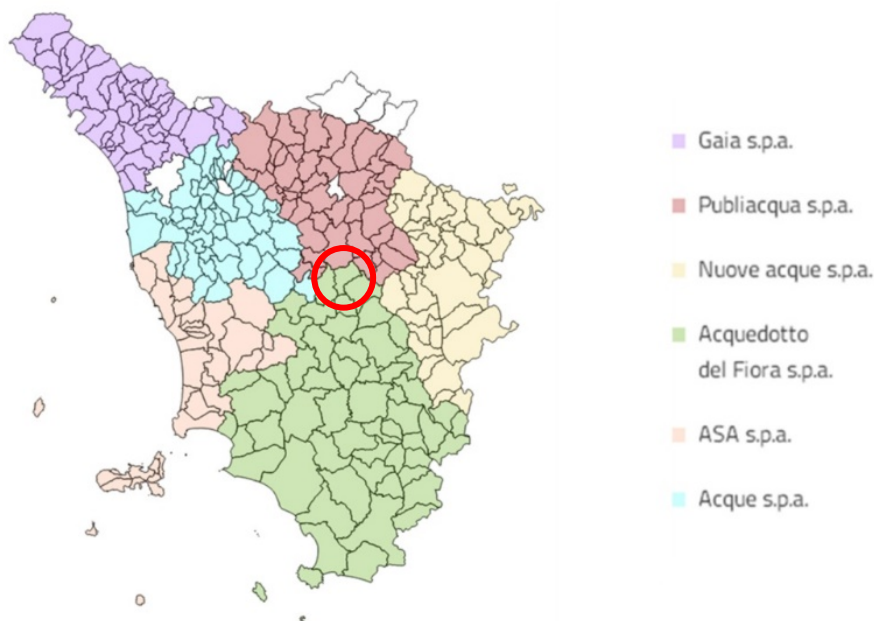 Gaia s.p.a.
Publiacqua s.p.a.
Nuove acque s.p.a.
Acquedotto
del Fiora s.p.a.
ASA s.p.a.
Acque s.p.a.